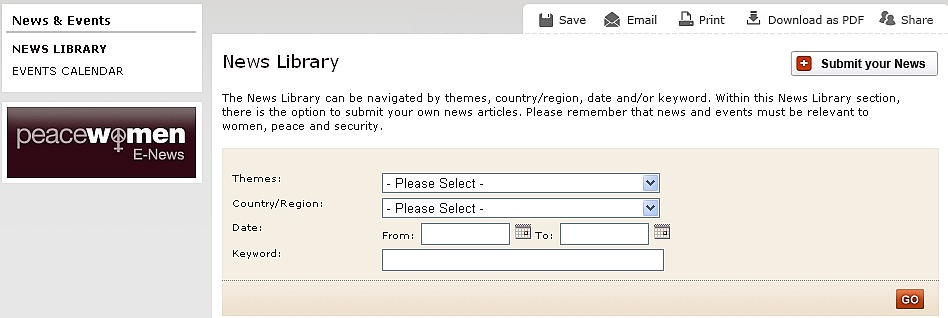 News & Events
NEWS LIBRARY
EVENTS CALENDAR
peacewomen
E-News
Save Email Print Download as PDF Share
News Library
Submit your News
The News Library can be navigated by themes, country/region, date and/or keyword. Within this News Library section,
there is the option to submit your own news articles. Please remember that news and events must be relevant to
women, peace and security.
Themes: - Please Select -
Country/Region: - Please Select -
Date: From: To:
Keyword:
GO